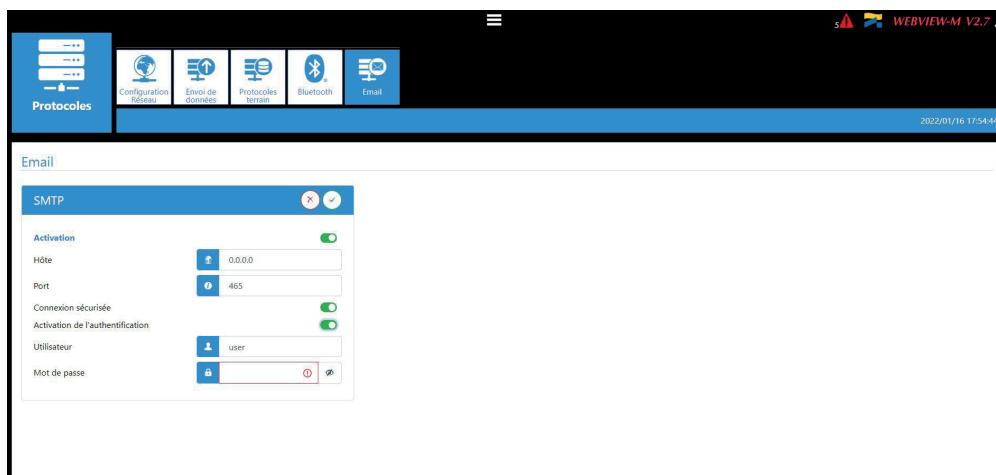 5 WEBVIEW-M V2.7
Protocoles
Configuration
Réseau
Envoi de
données
Protocoles
terrain
Bluetooth
Email
2022/01/16 17:54:44
Email
SMTP
Activation
Hôte 0.0.0.0
Port 465
Connexion sécurisée
Activation de l'authentification
Utilisateur user
Mot de passe